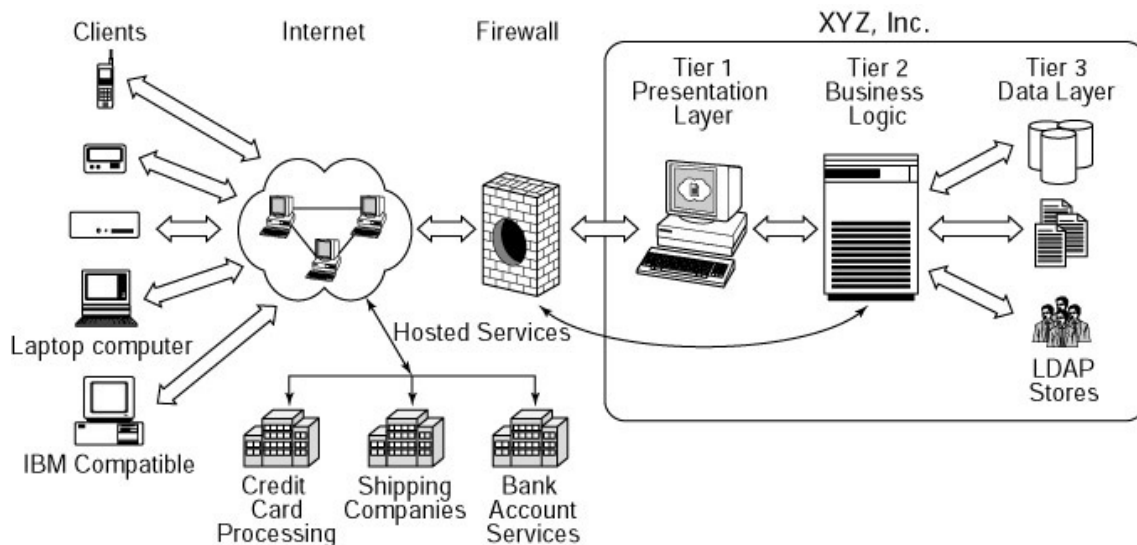 XYZ, Inc.
Clients
Internet
Firewall
Tier 1
Presentation
Layer
Tier 2
Business
Logic
Tier 3
Data Layer
Laptop computer
IBM Compatible
Hosted Services
Credit
Card
Processing
Shipping
Companies
Bank
Account
Services
LDAP
Stores